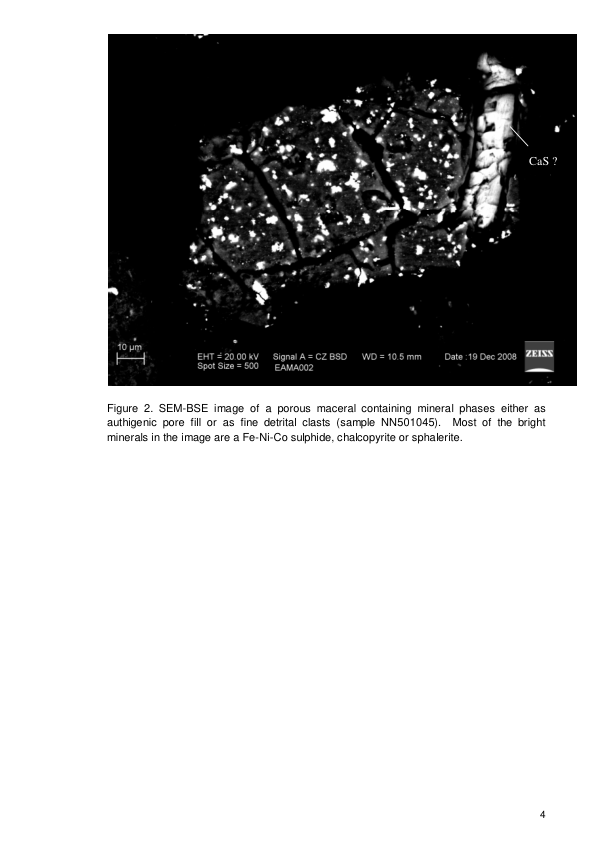 CaS ?
10 µm
EHT = 20.00 kV Signal A = CZ BSD WD = 10.5 mm Date :19 Dec 2008 ZEISS
Spot Size = 500 EAMA002
Figure 2. SEM-BSE image of a porous maceral containing mineral phases either as
authigenic pore fill or as fine detrital clasts (sample NN501045). Most of the bright
minerals in the image are a Fe-Ni-Co sulphide, chalcopyrite or sphalerite.
4